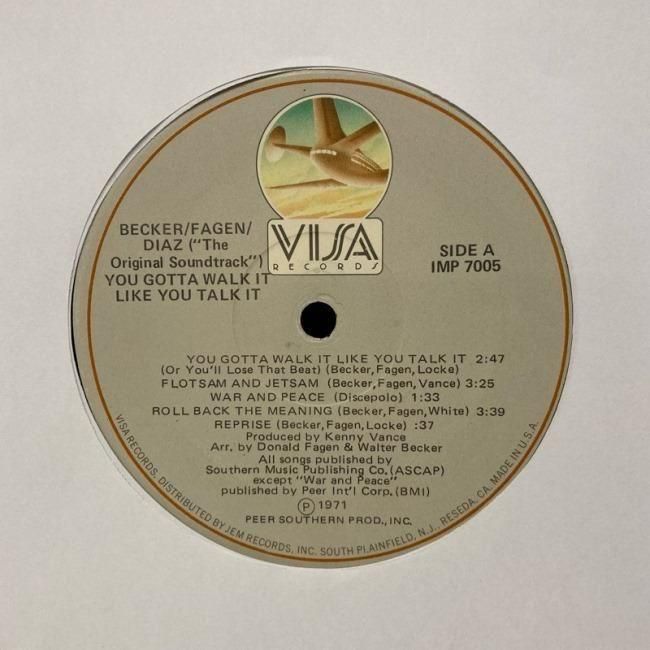 BECKER/FAGEN/
DIAZ ("The
Original Soundtrack")
YOU GOTTA WALK IT
LIKE YOU TALK IT
VISA
RECORDS
SIDE A
IMP 7005
YOU GOTTA WALK IT LIKE YOU TALK IT 2:47
(Or You'll Lose That Beat) (Becker, Fagen, Locke)
FLOTSAM AND JETSAM (Becker, Fagen, Vance) 3:25
WAR AND PEACE (Discepolo) 1:33
ROLL BACK THE MEANING (Becker, Fagen, White) 3:39
REPRISE (Becker, Fagen, Locke) :37
Produced by Kenny Vance
Arr. by Donald Fagen & Walter Becker
All songs published by
Southern Music Publishing Co. (ASCAP)
except "War and Peace"
published by Peer Int'l Corp. (BMI)
Ⓟ 1971
PEER SOUTHERN PROD., INC.
VISA RECORDS, DISTRIBUTED BY JEM RECORDS, INC. SOUTH PLAINFIELD, N.J., RESEDA, CA. MADE IN U.S.A.